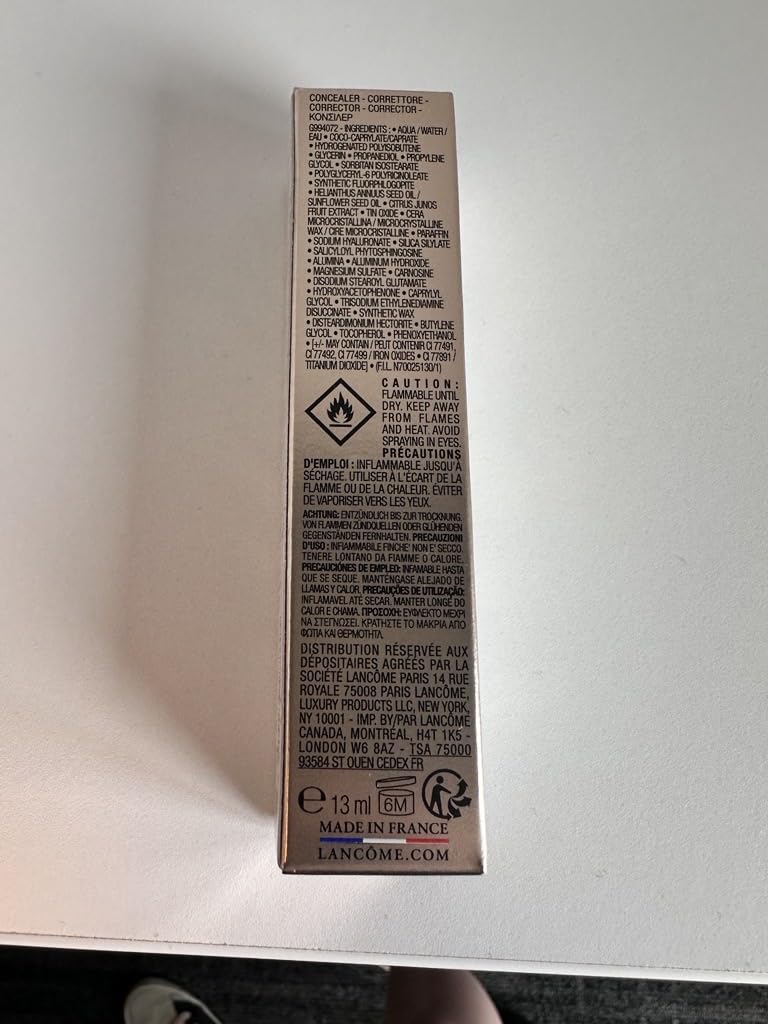 CONCEALER - CORRETTORE -
CORRECTOR - CORRECTOR -
ΚΟΝΣΙΛΕΡ
G994072 - INGREDIENTS : • AQUA / WATER /
EAU • COCO-CAPRYLATE/CAPRATE
• HYDROGENATED POLYISOBUTENE
• GLYCERIN • PROPANEDIOL • PROPYLENE
GLYCOL • SORBITAN ISOSTEARATE
• POLYGLYCERYL-6 POLYRICINOLEATE
• SYNTHETIC FLUORPHLOGOPITE
• HELIANTHUS ANNUUS SEED OIL /
SUNFLOWER SEED OIL • CITRUS JUNOS
FRUIT EXTRACT • TIN OXIDE • CERA
MICROCRISTALLINA / MICROCRYSTALLINE
WAX / CIRE MICROCRISTALLINE • PARAFFIN
• SODIUM HYALURONATE • SILICA SILYLATE
• SALICYLOYL PHYTOSPHINGOSINE
• ALUMINA • ALUMINUM HYDROXIDE
• MAGNESIUM SULFATE • CARNOSINE
• DISODIUM STEAROYL GLUTAMATE
• HYDROXYACETOPHENONE • CAPRYLYL
GLYCOL • TRISODIUM ETHYLENEDIAMINE
DISUCCINATE • SYNTHETIC WAX
• DISTEARDIMONIUM HECTORITE • BUTYLENE
GLYCOL • TOCOPHEROL • PHENOXYETHANOL
• [+/- MAY CONTAIN / PEUT CONTENIR CI 77491,
CI 77492, CI 77499 / IRON OXIDES • CI 77891 /
TITANIUM DIOXIDE] • (F.I.L. N70025130/1)
CAUTION :
FLAMMABLE UNTIL
DRY. KEEP AWAY
FROM FLAMES
AND HEAT. AVOID
SPRAYING IN EYES.
PRÉCAUTIONS
D'EMPLOI : INFLAMMABLE JUSQU'À
SÉCHAGE. UTILISER À L'ÉCART DE LA
FLAMME OU DE LA CHALEUR. ÉVITER
DE VAPORISER VERS LES YEUX.
ACHTUNG: ENTZÜNDLICH BIS ZUR TROCKNUNG.
VON FLAMMEN ZÜNDQUELLEN ODER GLÜHENDEN
GEGENSTÄNDEN FERNHALTEN. PRECAUZIONI
D'USO : INFIAMMABILE FINCHE' NON E' SECCO.
TENERE LONTANO DA FIAMME O CALORE.
PRECAUCIÓNES DE EMPLEO: INFAMABLE HASTA
QUE SE SEQUE. MANTÉNGASE ALEJADO DE
LLAMAS Y CALOR. PRECAUÇÕES DE UTILIZAÇÃO:
INFLAMÁVEL ATÉ SECAR. MANTER LONGE DO
CALOR E CHAMA. ΠΡΟΣΟΧΗ: ΕΥΦΛΕΚΤΟ ΜΕΧΡΙ
ΝΑ ΣΤΕΓΝΩΣΕΙ. ΚΡΑΤΗΣΤΕ ΤΟ ΜΑΚΡΙΑ ΑΠΟ
ΦΩΤΙΑ ΚΑΙ ΘΕΡΜΟΤΗΤΑ.
DISTRIBUTION RÉSERVÉE AUX
DÉPOSITAIRES AGRÉÉS PAR LA
SOCIÉTÉ LANCÔME PARIS 14 RUE
ROYALE 75008 PARIS LANCÔME,
LUXURY PRODUCTS LLC, NEW YORK,
NY 10001 - IMP. BY/PAR LANCÔME
CANADA, MONTRÉAL, H4T 1K5 -
LONDON W6 8AZ - TSA 75000
93584 ST OUEN CEDEX FR
℮ 13 ml 6M
MADE IN FRANCE
LANCÔME.COM